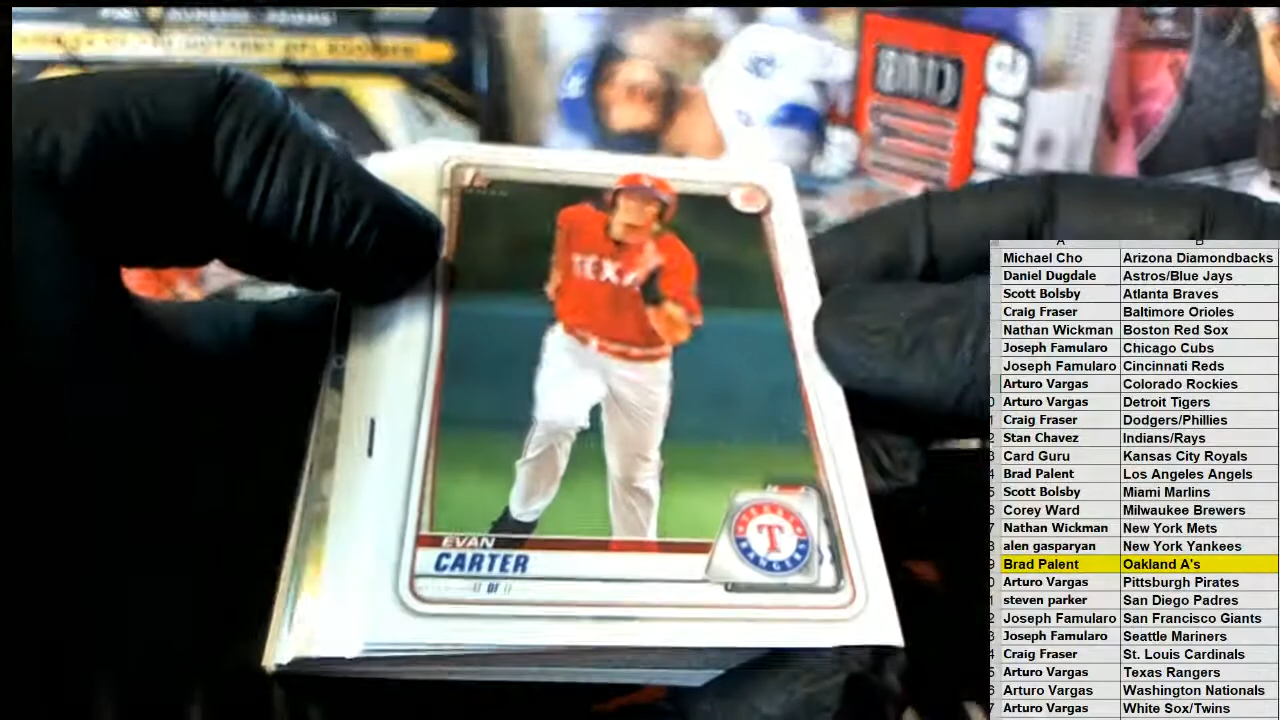 me
TEXA
EVAN
CARTER
OF
TEXAS
T
RANGERS
A B
Michael Cho Arizona Diamondbacks
Daniel Dugdale Astros/Blue Jays
Scott Bolsby Atlanta Braves
Craig Fraser Baltimore Orioles
Nathan Wickman Boston Red Sox
Joseph Famularo Chicago Cubs
Joseph Famularo Cincinnati Reds
Arturo Vargas Colorado Rockies
Arturo Vargas Detroit Tigers
Craig Fraser Dodgers/Phillies
Stan Chavez Indians/Rays
Card Guru Kansas City Royals
Brad Palent Los Angeles Angels
Scott Bolsby Miami Marlins
Corey Ward Milwaukee Brewers
Nathan Wickman New York Mets
alen gasparyan New York Yankees
Brad Palent Oakland A's
Arturo Vargas Pittsburgh Pirates
steven parker San Diego Padres
Joseph Famularo San Francisco Giants
Joseph Famularo Seattle Mariners
Craig Fraser St. Louis Cardinals
Arturo Vargas Texas Rangers
Arturo Vargas Washington Nationals
Arturo Vargas White Sox/Twins